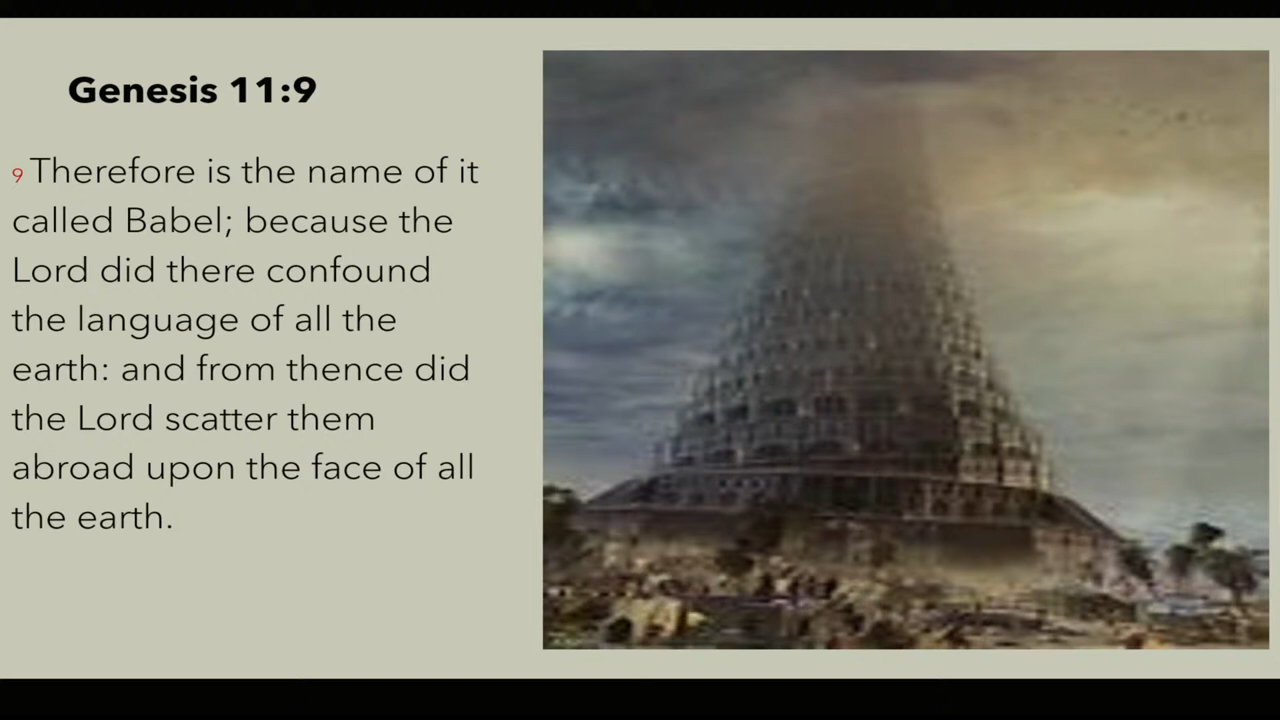 Genesis 11:9
9 Therefore is the name of it
called Babel; because the
Lord did there confound
the language of all the
earth: and from thence did
the Lord scatter them
abroad upon the face of all
the earth.